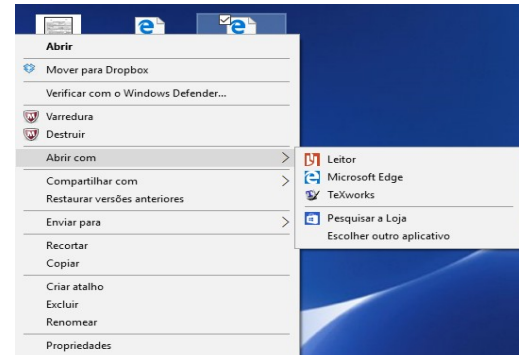 Abrir
Mover para Dropbox
Verificar com o Windows Defender...
Varredura
Destruir
Abrir com
Compartilhar com
Restaurar versões anteriores
Enviar para
Recortar
Copiar
Criar atalho
Excluir
Renomear
Propriedades
Leitor
Microsoft Edge
TeXworks
Pesquisar a Loja
Escolher outro aplicativo